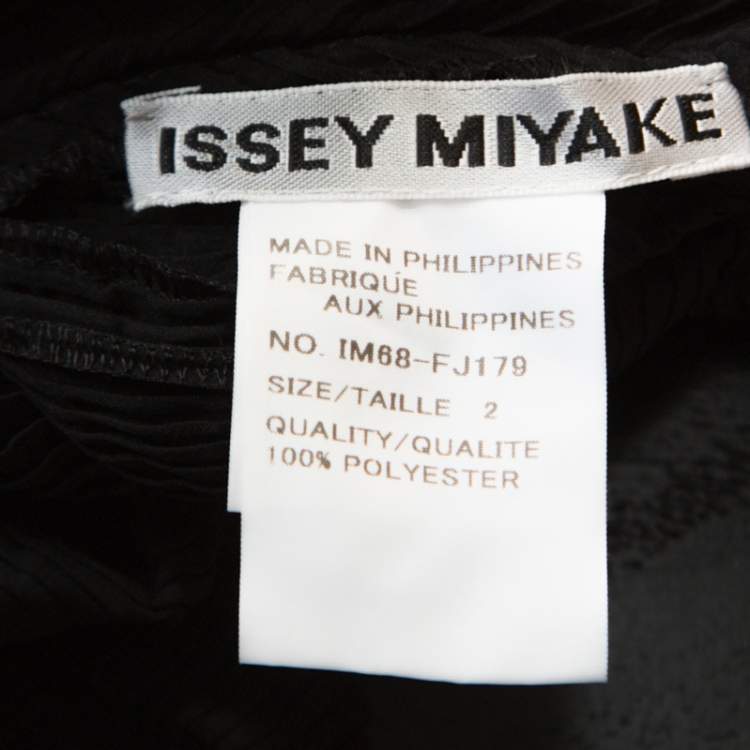 ISSEY MIYAKE
MADE IN PHILIPPINES
FABRIQUÉ
AUX PHILIPPINES
NO. IM68-FJ179
SIZE/TAILLE 2
QUALITY/QUALITE
100% POLYESTER